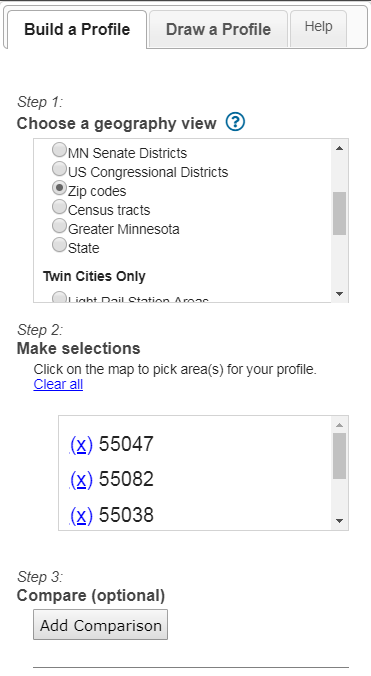 Build a Profile Draw a Profile Help
Step 1:
Choose a geography view ?
MN Senate Districts
US Congressional Districts
Zip codes
Census tracts
Greater Minnesota
State
Twin Cities Only
Light Rail Station Areas
Step 2:
Make selections
Click on the map to pick area(s) for your profile.
Clear all
(x) 55047
(x) 55082
(x) 55038
Step 3:
Compare (optional)
Add Comparison